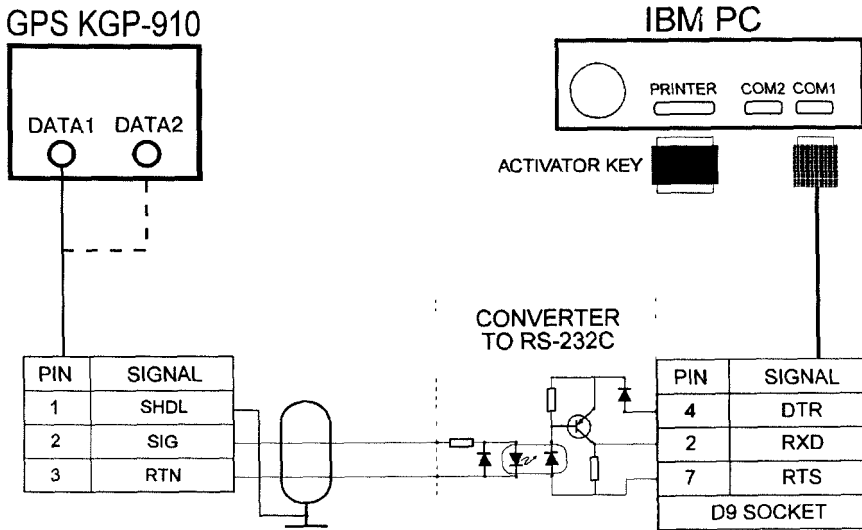 GPS KGP-910
IBM PC
DATA1 DATA2
PRINTER COM2 COM1
ACTIVATOR KEY
CONVERTER
TO RS-232C
PIN SIGNAL
1 SHDL
2 SIG
3 RTN
PIN SIGNAL
4 DTR
2 RXD
7 RTS
D9 SOCKET